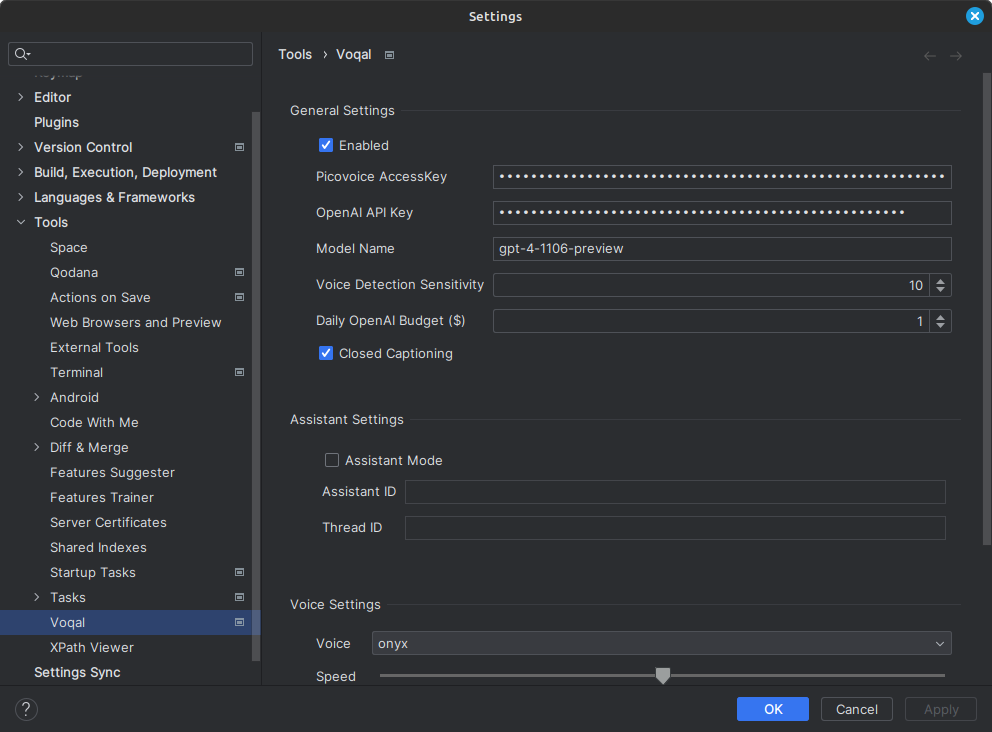 Settings
Editor
Plugins
Version Control
Build, Execution, Deployment
Languages & Frameworks
Tools
Space
Qodana
Actions on Save
Web Browsers and Preview
External Tools
Terminal
Android
Code With Me
Diff & Merge
Features Suggester
Features Trainer
Server Certificates
Shared Indexes
Startup Tasks
Tasks
Voqal
XPath Viewer
Settings Sync
Tools › Voqal
General Settings
Enabled
Picovoice AccessKey
OpenAI API Key
Model Name gpt-4-1106-preview
Voice Detection Sensitivity 10
Daily OpenAI Budget ($) 1
Closed Captioning
Assistant Settings
Assistant Mode
Assistant ID
Thread ID
Voice Settings
Voice onyx
Speed
?
OK Cancel Apply